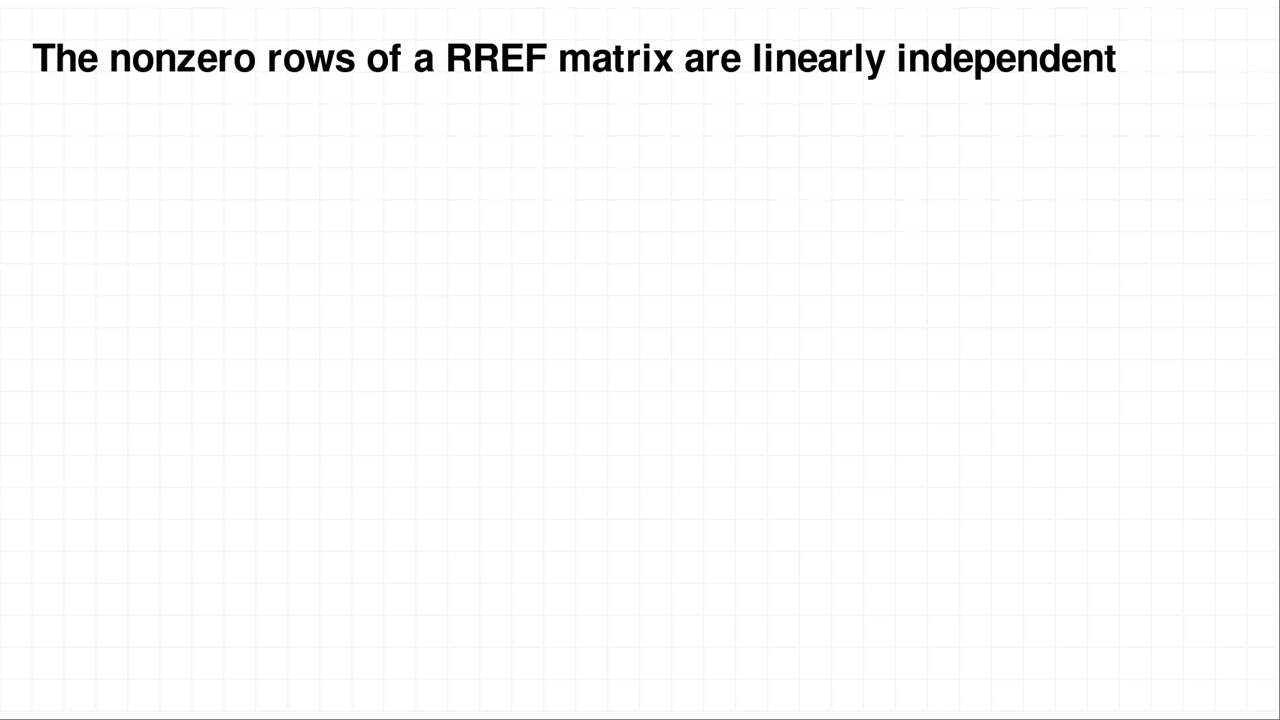 The nonzero rows of a RREF matrix are linearly independent